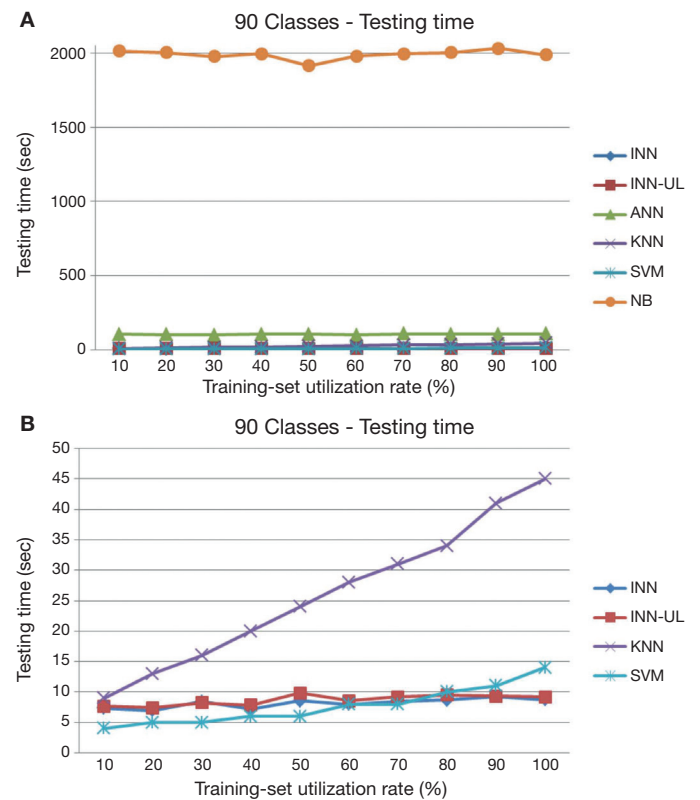 A
90 Classes - Testing time
Testing time (sec)
2000
1500
1000
500
0
10 20 30 40 50 60 70 80 90 100
Training-set utilization rate (%)
INN
INN-UL
ANN
KNN
SVM
NB
B
90 Classes - Testing time
Testing time (sec)
50
45
40
35
30
25
20
15
10
5
0
10 20 30 40 50 60 70 80 90 100
Training-set utilization rate (%)
INN
INN-UL
KNN
SVM